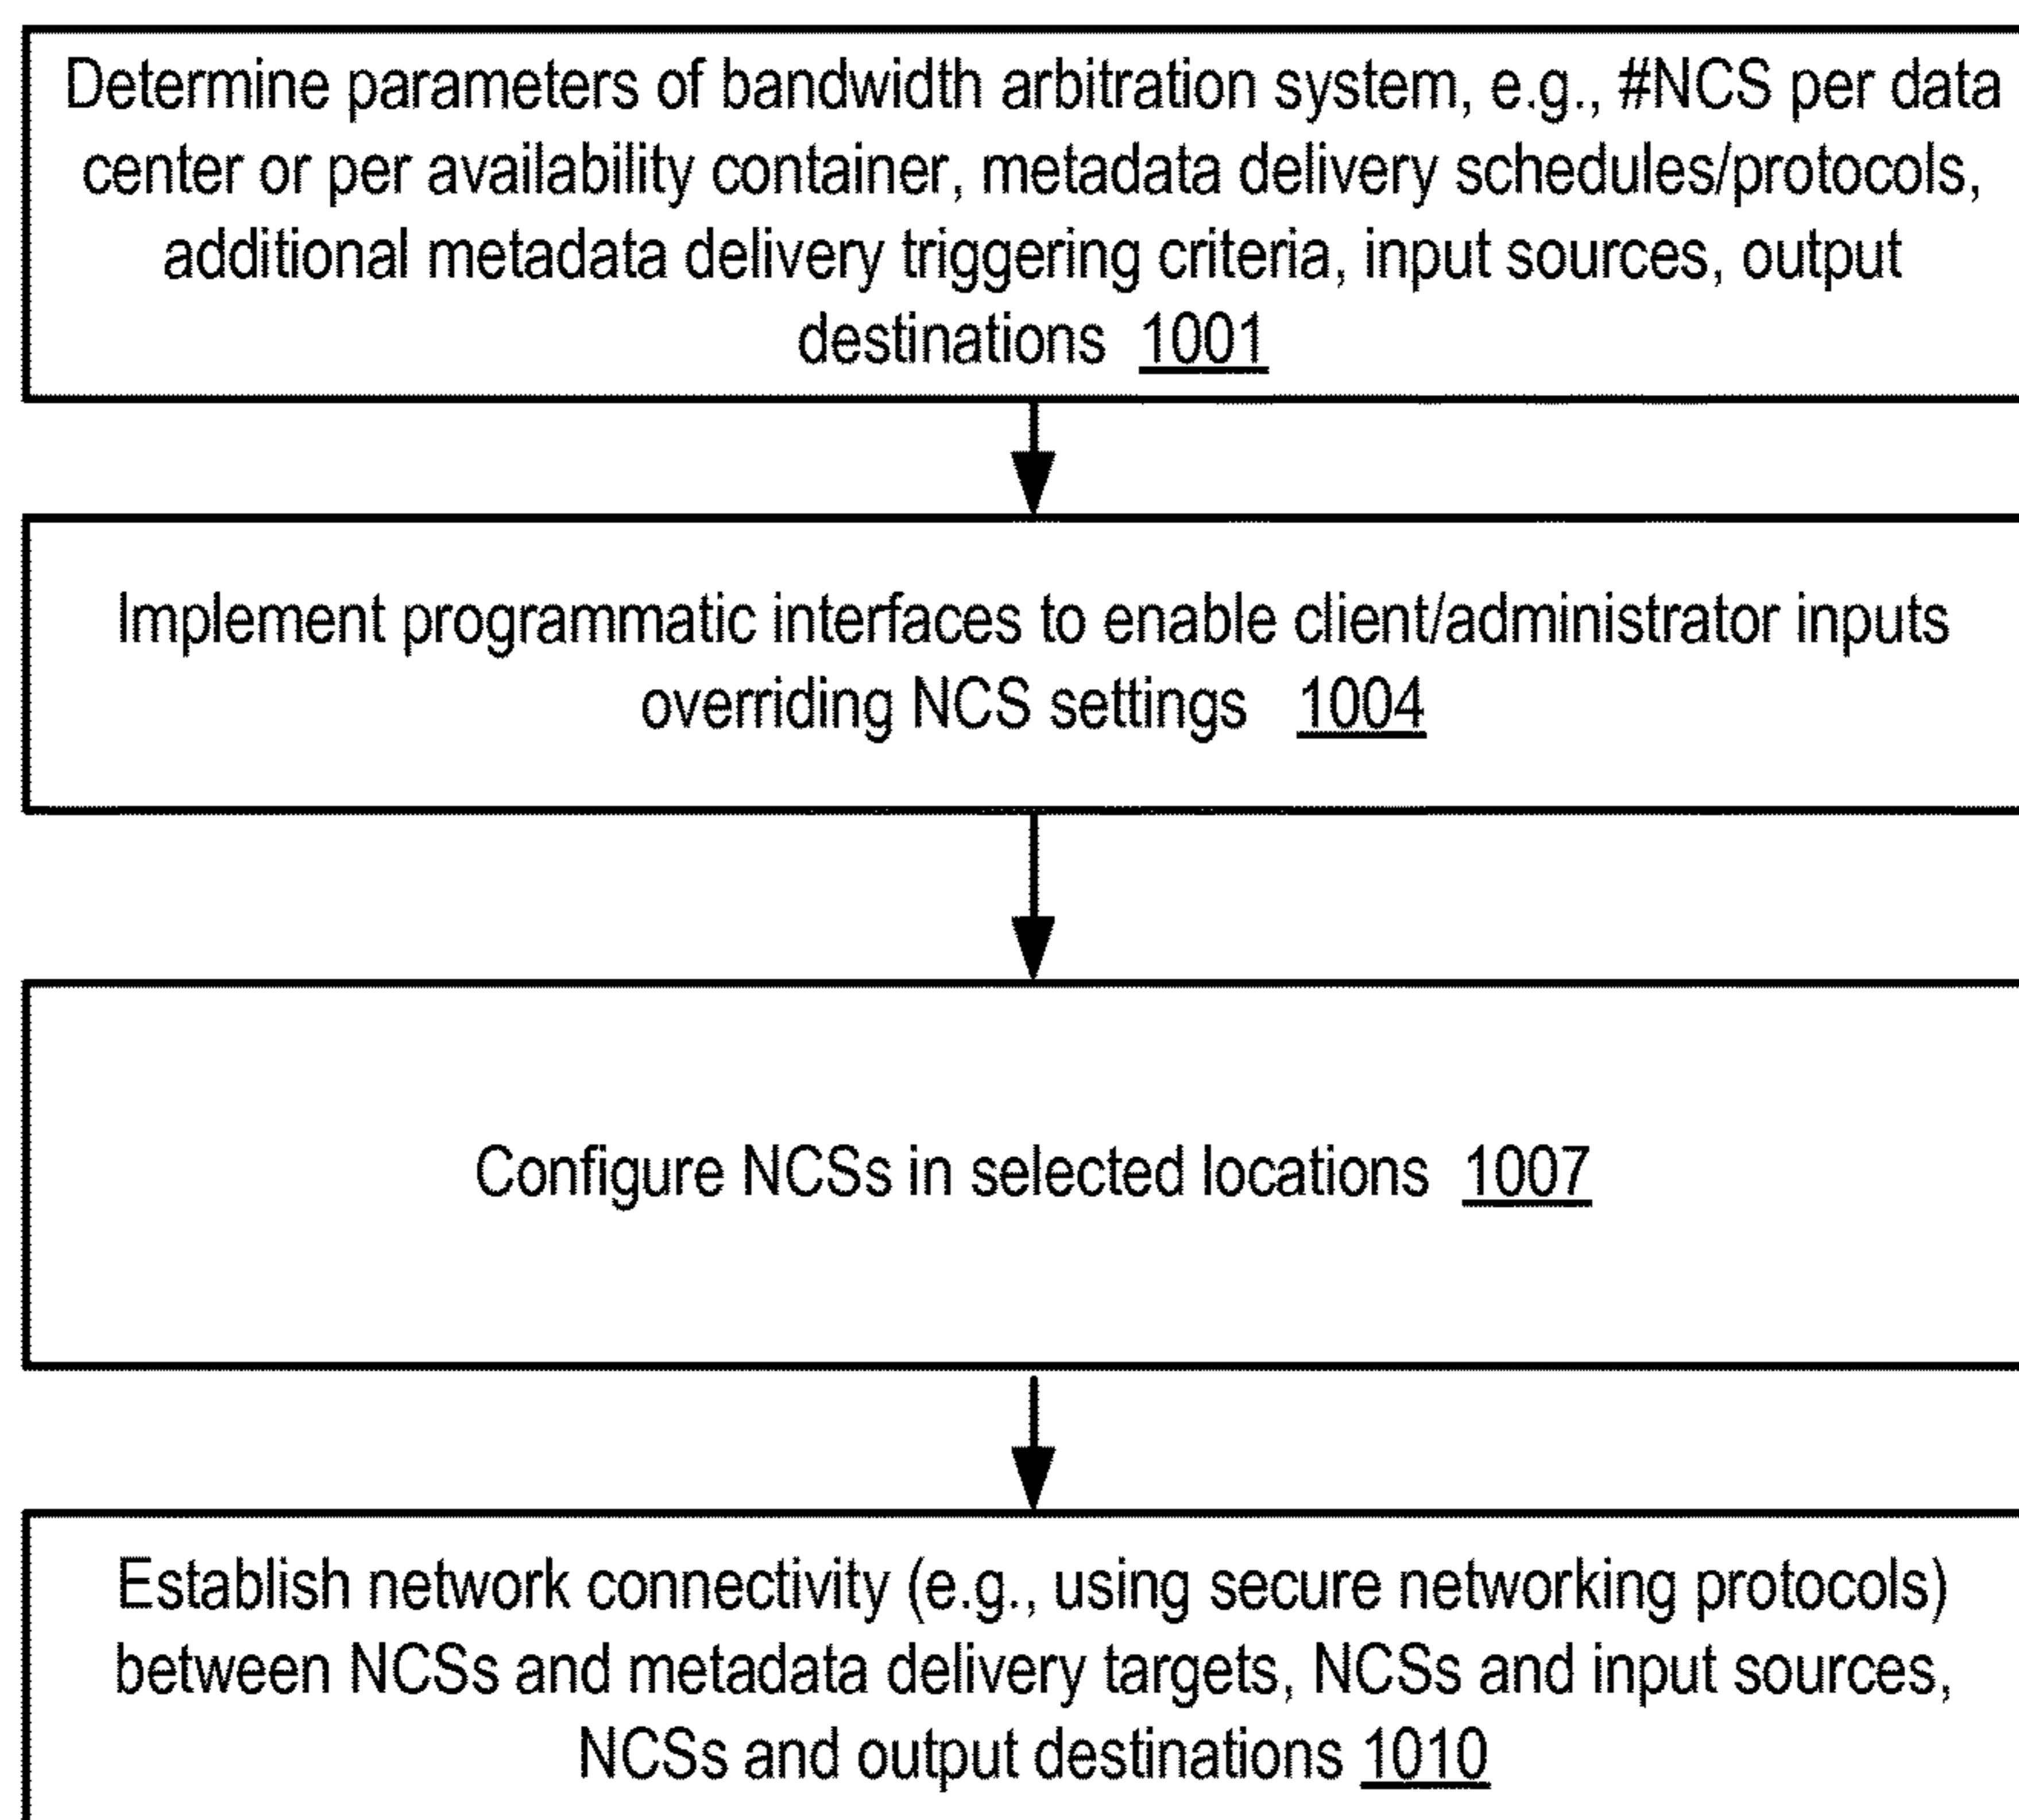 Determine parameters of bandwidth arbitration system, e.g., #NCS per data
center or per availability container, metadata delivery schedules/protocols,
additional metadata delivery triggering criteria, input sources, output
destinations 1001
Implement programmatic interfaces to enable client/administrator inputs
overriding NCS settings 1004
Configure NCSs in selected locations 1007
Establish network connectivity (e.g., using secure networking protocols)
between NCSs and metadata delivery targets, NCSs and input sources,
NCSs and output destinations 1010